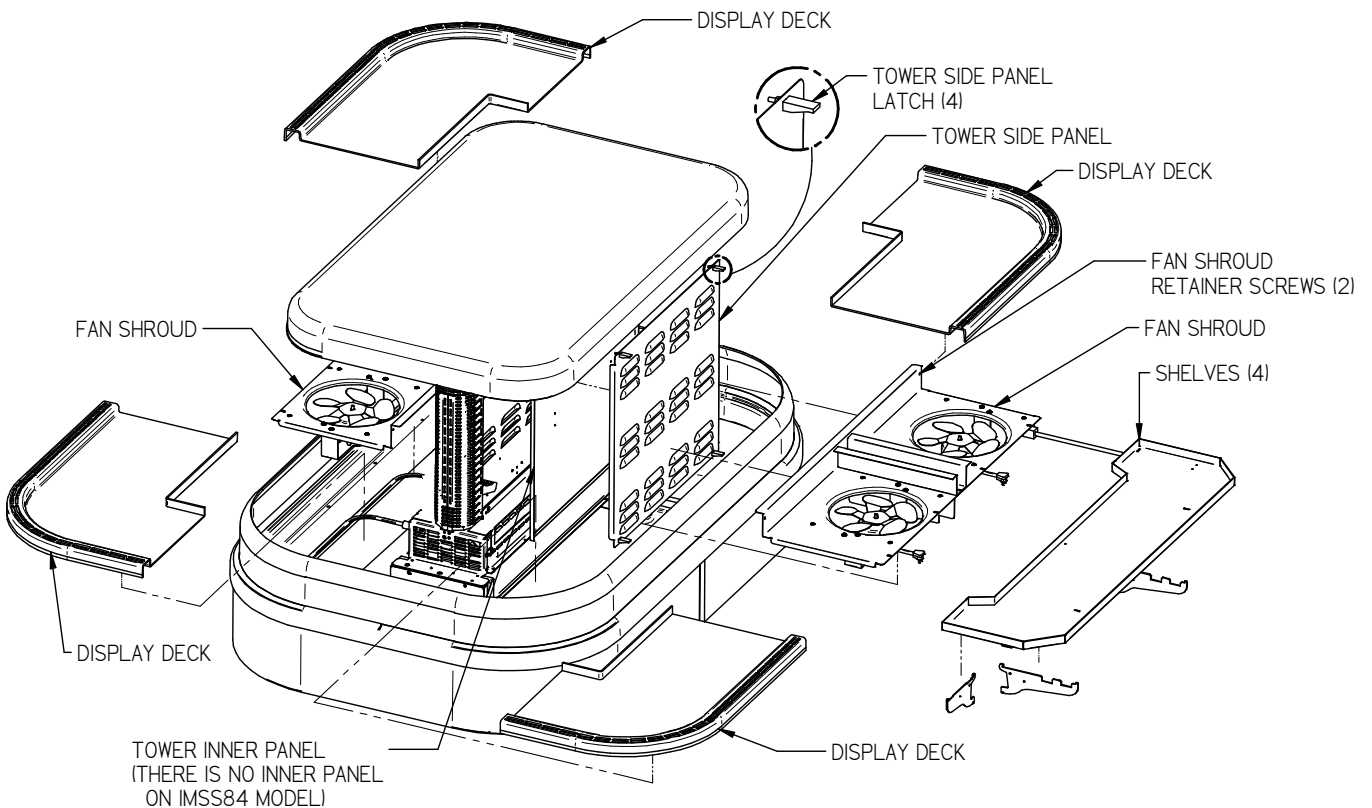 DISPLAY DECK
TOWER SIDE PANEL
LATCH (4)
TOWER SIDE PANEL
DISPLAY DECK
FAN SHROUD
RETAINER SCREWS (2)
FAN SHROUD
FAN SHROUD
SHELVES (4)
DISPLAY DECK
TOWER INNER PANEL
(THERE IS NO INNER PANEL
ON IMSS84 MODEL)
DISPLAY DECK